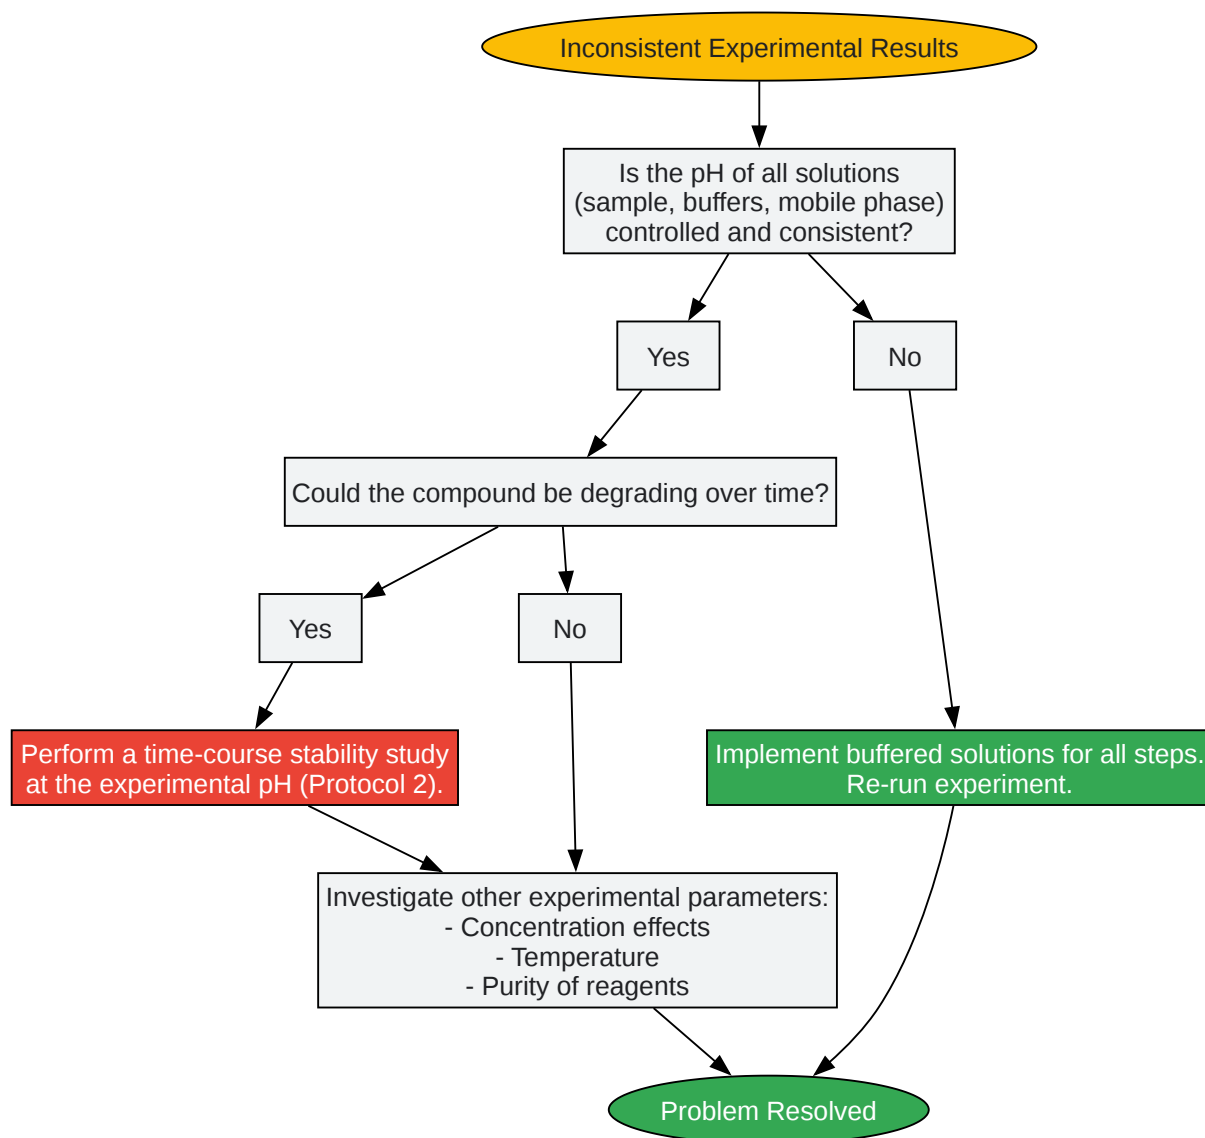 Inconsistent Experimental Results
Is the pH of all solutions
(sample, buffers, mobile phase)
controlled and consistent?
Yes
No
Could the compound be degrading over time?
Yes
No
Perform a time-course stability study
at the experimental pH (Protocol 2).
Implement buffered solutions for all steps.
Re-run experiment.
Investigate other experimental parameters:
- Concentration effects
- Temperature
- Purity of reagents
Problem Resolved